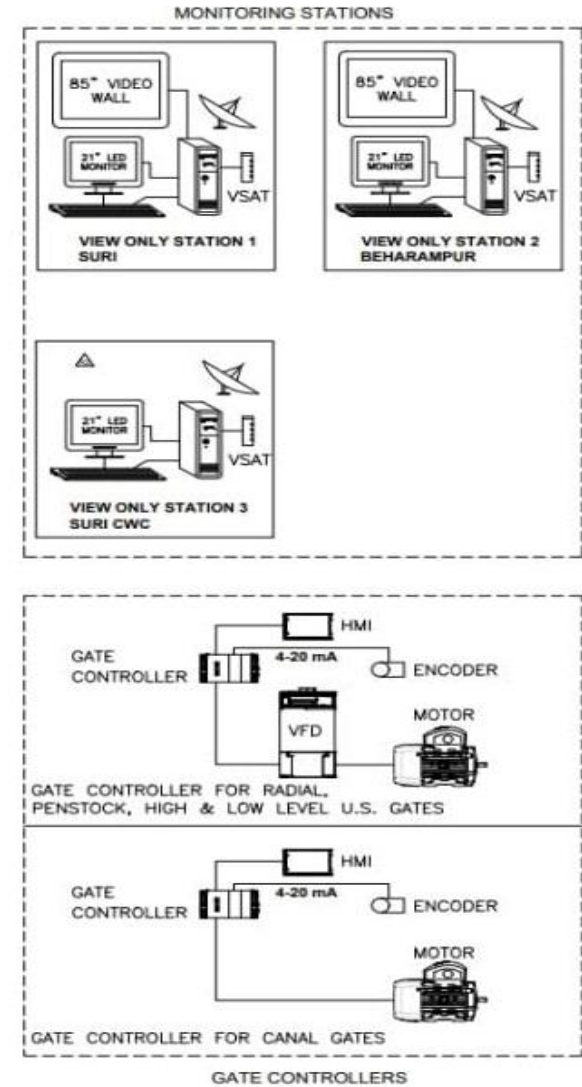 MONITORING STATIONS
85" VIDEO
WALL
21" LED
MONITOR
VSAT
VIEW ONLY STATION 1
SURI
85" VIDEO
WALL
21" LED
MONITOR
VSAT
VIEW ONLY STATION 2
BEHARAMPUR
21" LED
MONITOR
VSAT
VIEW ONLY STATION 3
SURI CWC
HMI
GATE
CONTROLLER
4-20 mA
ENCODER
VFD
MOTOR
GATE CONTROLLER FOR RADIAL,
PENSTOCK, HIGH & LOW LEVEL U.S. GATES
HMI
GATE
CONTROLLER
4-20 mA
ENCODER
MOTOR
GATE CONTROLLER FOR CANAL GATES
GATE CONTROLLERS